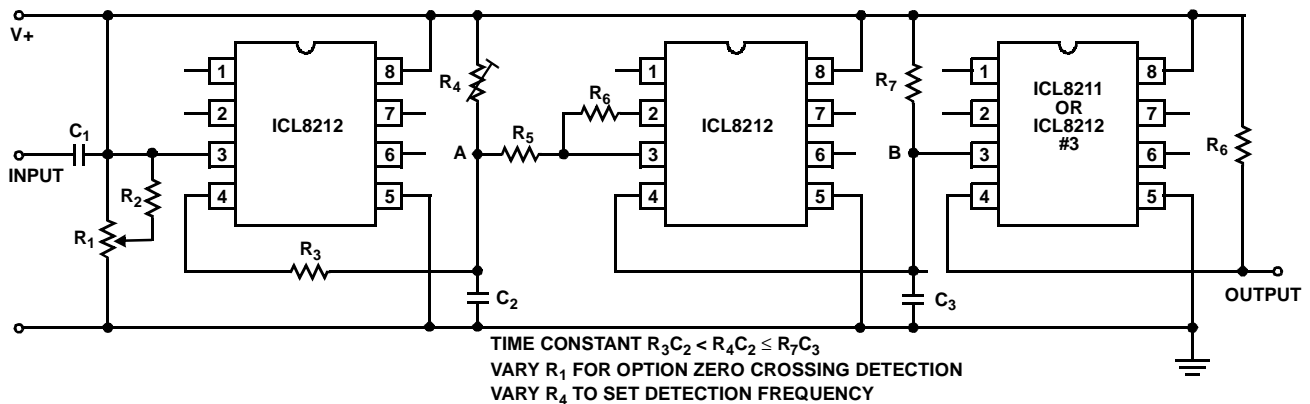 V+
INPUT
C1
R2
R1
1
2
3
4
ICL8212
8
7
6
5
R3
R4
A
C2
R5
R6
1
2
3
4
ICL8212
8
7
6
5
R7
B
C3
1
2
3
4
ICL8211
OR
ICL8212
#3
8
7
6
5
R6
OUTPUT
TIME CONSTANT R3C2 < R4C2 ≤ R7C3
VARY R1 FOR OPTION ZERO CROSSING DETECTION
VARY R4 TO SET DETECTION FREQUENCY